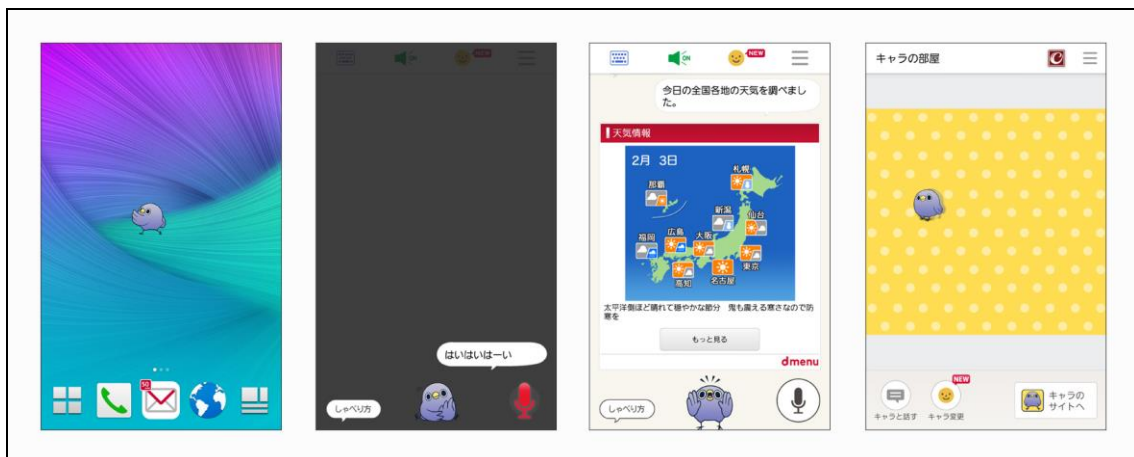 50
はいはいはーい
しゃべり方
ON
NEW
今日の全国各地の天気を調べまし
た。
天気情報
2月 3日
札幌
那覇
新潟
仙台
広島
大阪
福岡
東京
名古屋
高知
太平洋側ほど晴れて穏やかな節分 鬼も震える寒さなので防
寒を
もっと見る
dmenu
しゃべり方
キャラの部屋
NEW
キャラと話す
キャラ変更
キャラの
サイトへ